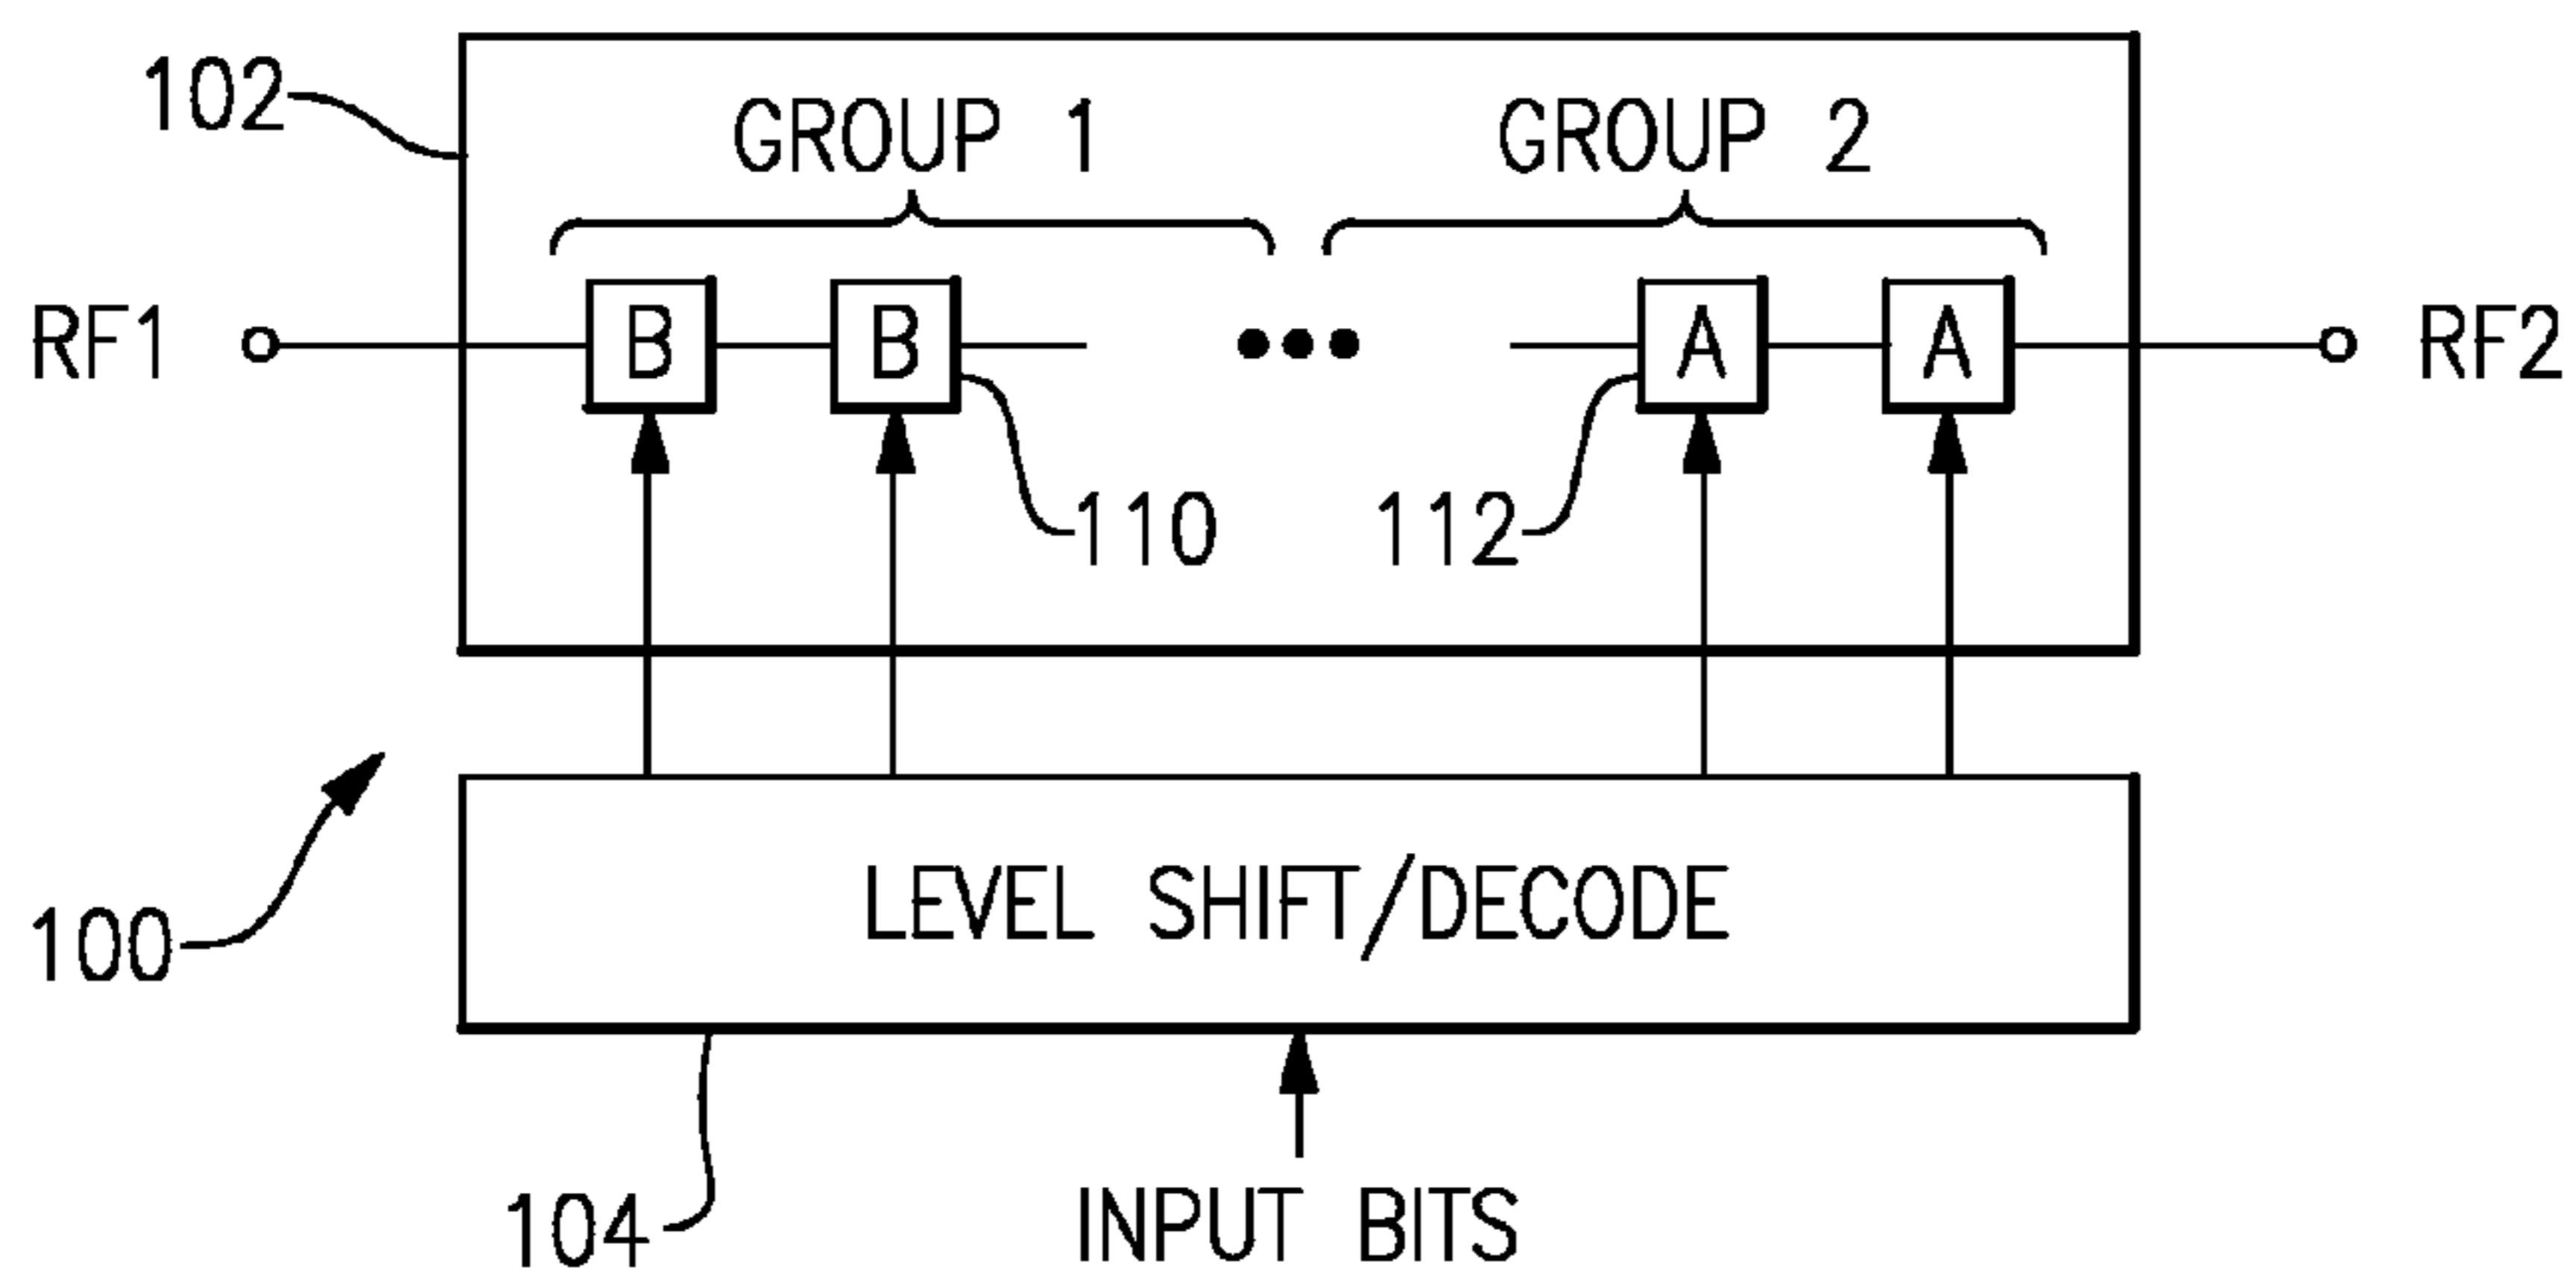 102
GROUP 1 GROUP 2
RF1 B B A A RF2
110 112
100
LEVEL SHIFT/DECODE
104
INPUT BITS